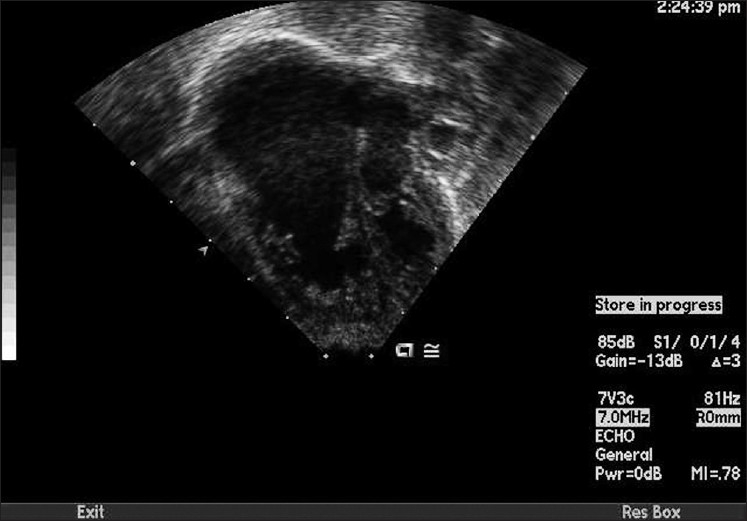 2:24:39 pm
Store in progress
85dB S1/ 0/1/4
Gain=-13dB Δ=3
7V3c 81Hz
7.0MHz R0mm
ECHO
General
Pwr=0dB MI=.78
Exit Res Box